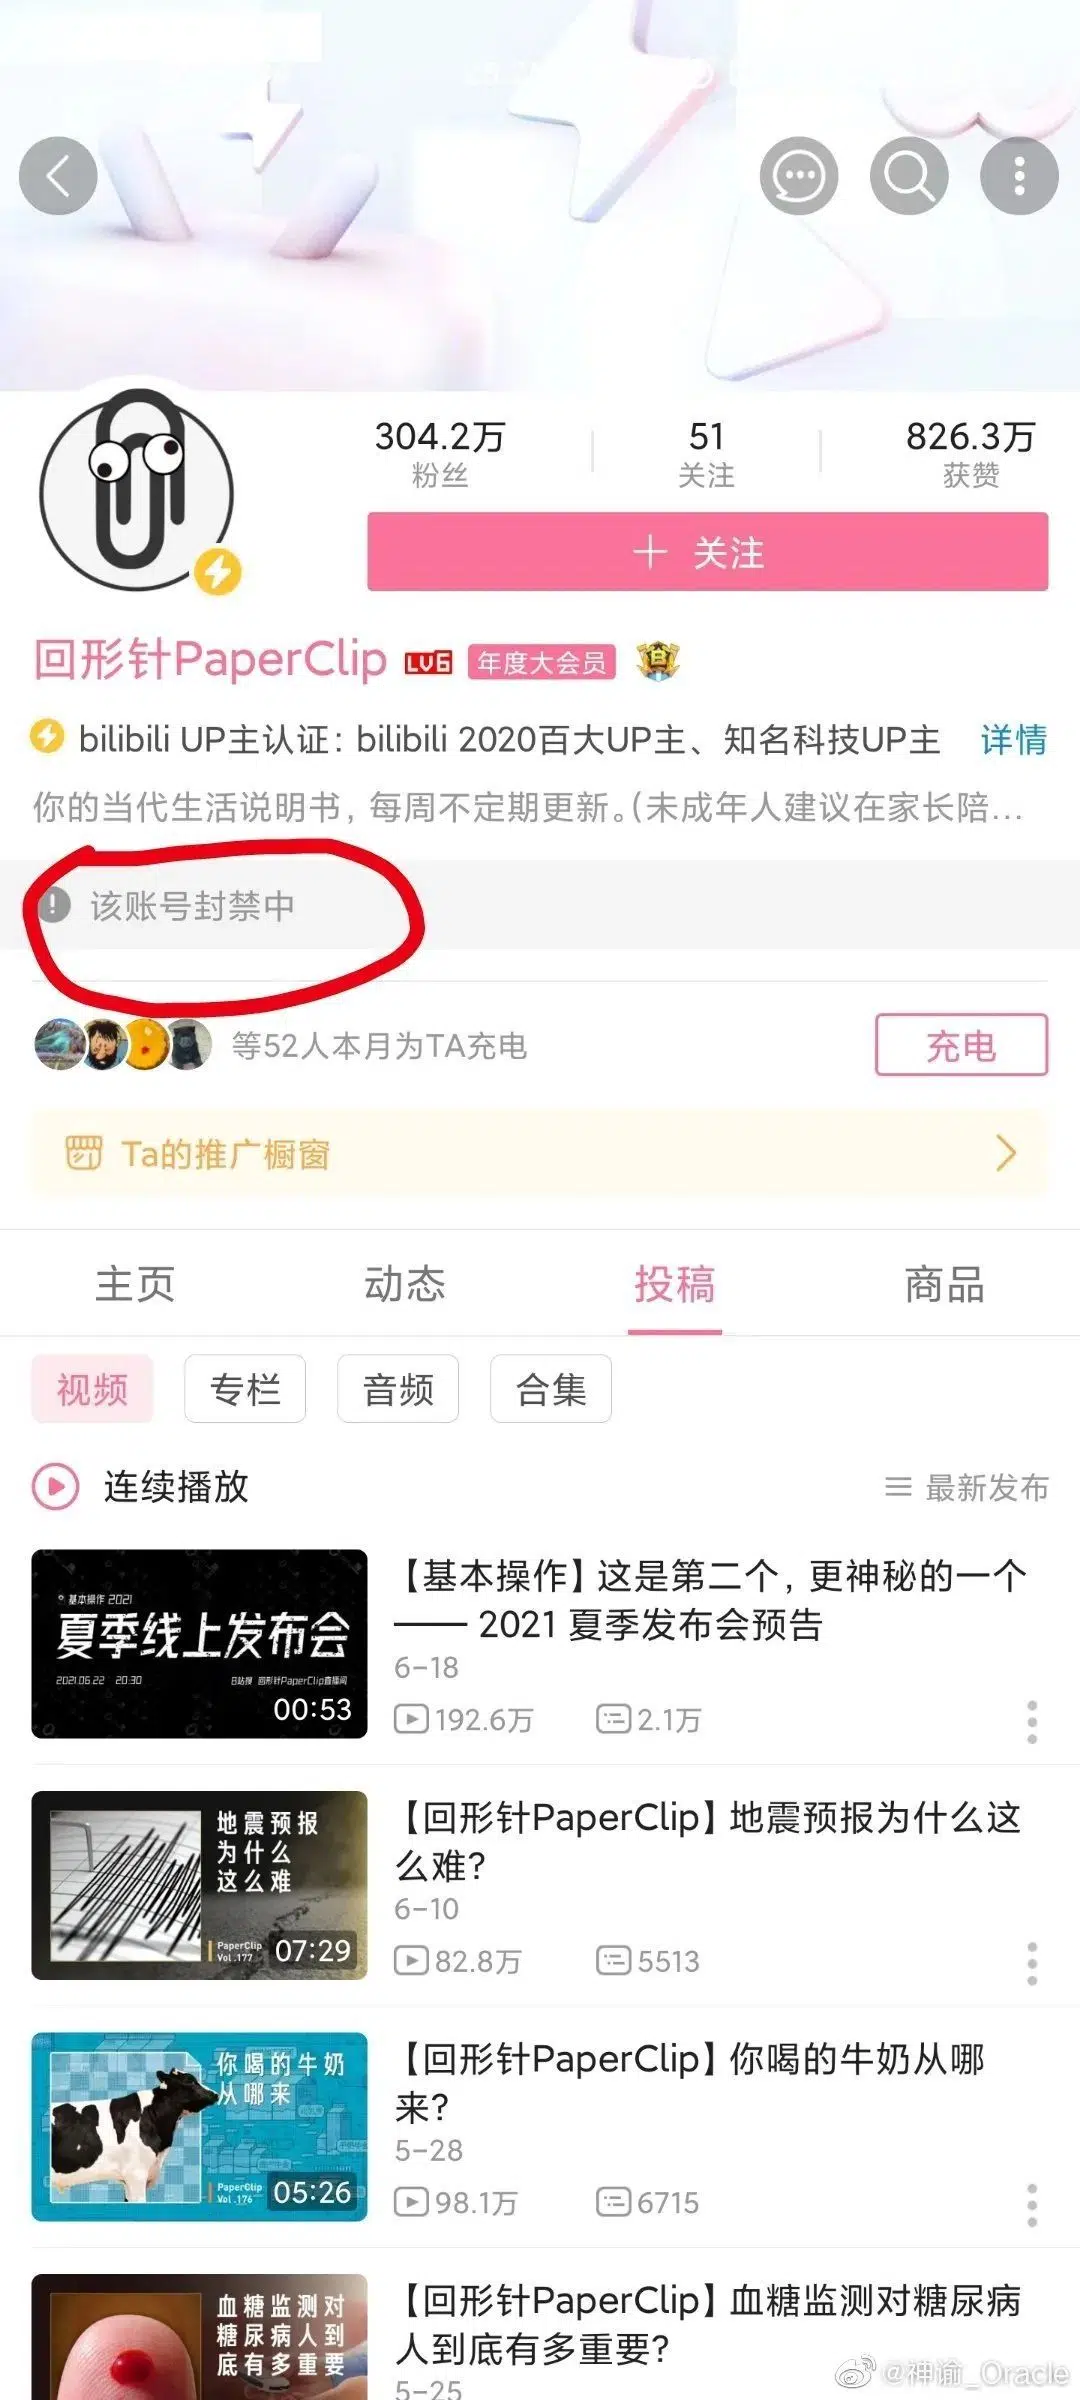 304.2万
51
826.3万
粉丝
关注
获赞
关注
回形针PaperClip LV6 年度大会员
bilibili UP主认证：bilibili 2020百大UP主、知名科技UP主 详情
你的当代生活说明书，每周不定期更新。（未成年人建议在家长陪...
该账号封禁中
等52人本月为TA充电
充电
Ta的推广橱窗
主页
动态
投稿
商品
视频
专栏
音频
合集
连续播放
最新发布
基本操作 2021
夏季线上发布会
2021.06.22 20:30
B站搜 回形针PaperClip直播间
00:53
【基本操作】这是第二个，更神秘的一个
—— 2021 夏季发布会预告
6-18
192.6万
2.1万
地震预报
为什么
这么难
PaperClip
Vol.177
07:29
【回形针PaperClip】地震预报为什么这
么难？
6-10
82.8万
5513
你喝的牛奶
从哪来
PaperClip
Vol.176
05:26
【回形针PaperClip】你喝的牛奶从哪
来？
5-28
98.1万
6715
血糖监测对
糖尿病人到
底有多重要
【回形针PaperClip】血糖监测对糖尿病
人到底有多重要？
5-25
@神谕_Oracle